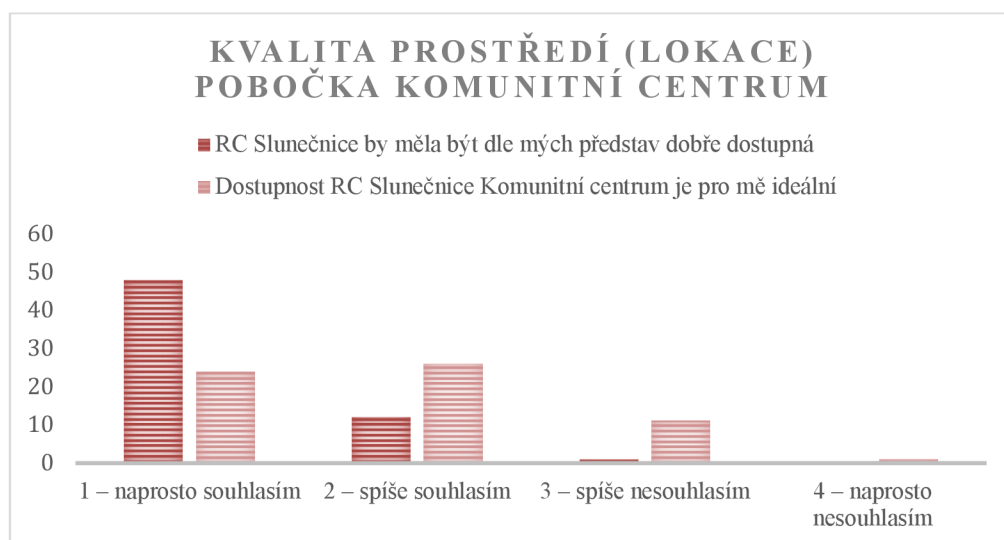 KVALITA PROSTŘEDÍ (LOKACE)
POBOČKA KOMUNITNÍ CENTRUM
RC Slunečnice by měla být dle mých představ dobře dostupná
Dostupnost RC Slunečnice Komunitní centrum je pro mě ideální
60
50
40
30
20
10
0
1 – naprosto souhlasím
2 – spíše souhlasím
3 – spíše nesouhlasím
4 – naprosto
nesouhlasím